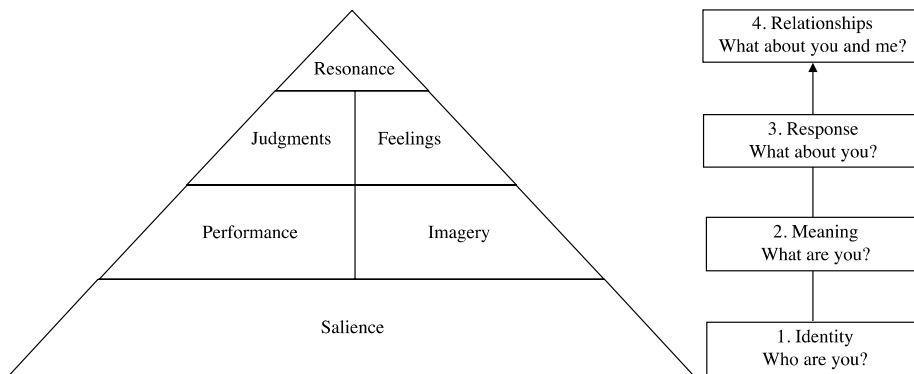 Resonance
Judgments
Feelings
Performance
Imagery
Salience
4. Relationships
What about you and me?
3. Response
What about you?
2. Meaning
What are you?
1. Identity
Who are you?